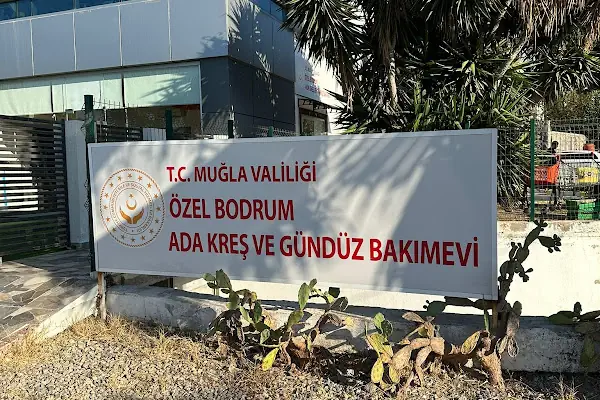 T.C. MUĞLA VALİLİĞİ
ÖZEL BODRUM
ADA KREŞ VE GÜNDÜZ BAKIMEVİ